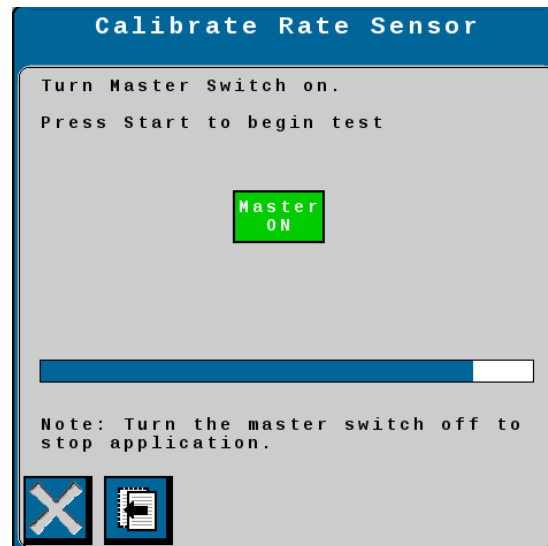 Calibrate Rate Sensor
Turn Master Switch on.
Press Start to begin test
Master
ON
Note: Turn the master switch off to
stop application.